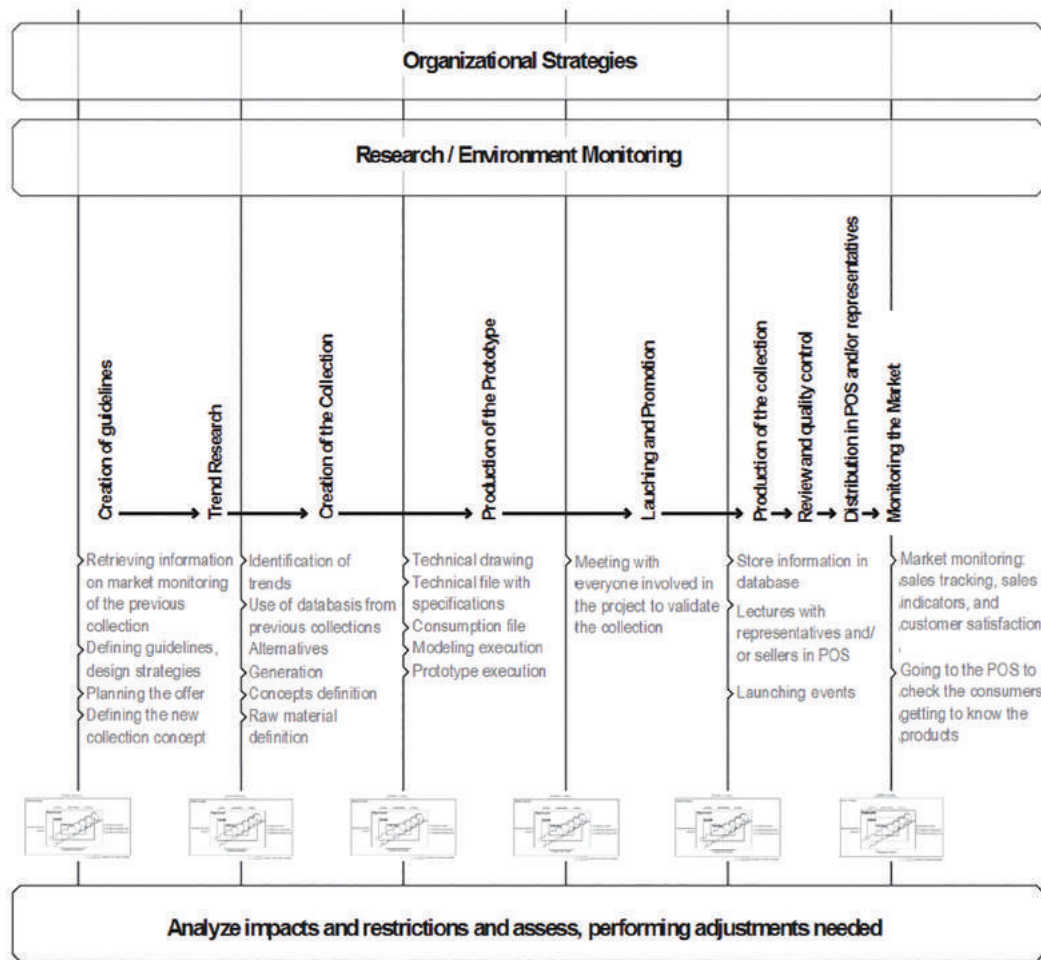 Organizational Strategies
Research / Environment Monitoring
Creation of guidelines
Trend Research
Creation of the Collection
Production of the Prototype
Lauching and Promotion
Production of the collection
Review and quality control
Distribution in POS and/or representatives
Monitoring the Market
Retrieving information
on market monitoring
of the previous
collection
Defining guidelines,
design strategies
Planning the offer
Defining the new
collection concept
Identification of
trends
Use of databasis from
previous collections
Alternatives
Generation
Concepts definition
Raw material
definition
Technical drawing
Technical file with
specifications
Consumption file
Modeling execution
Prototype execution
Meeting with
everyone involved in
the project to validate
the collection
Store information in
database
Lectures with
representatives and/
or sellers in POS
Launching events
Market monitoring:
sales tracking, sales
indicators, and
customer satisfaction
Going to the POS to
check the consumers
getting to know the
products
Analyze impacts and restrictions and assess, performing adjustments needed